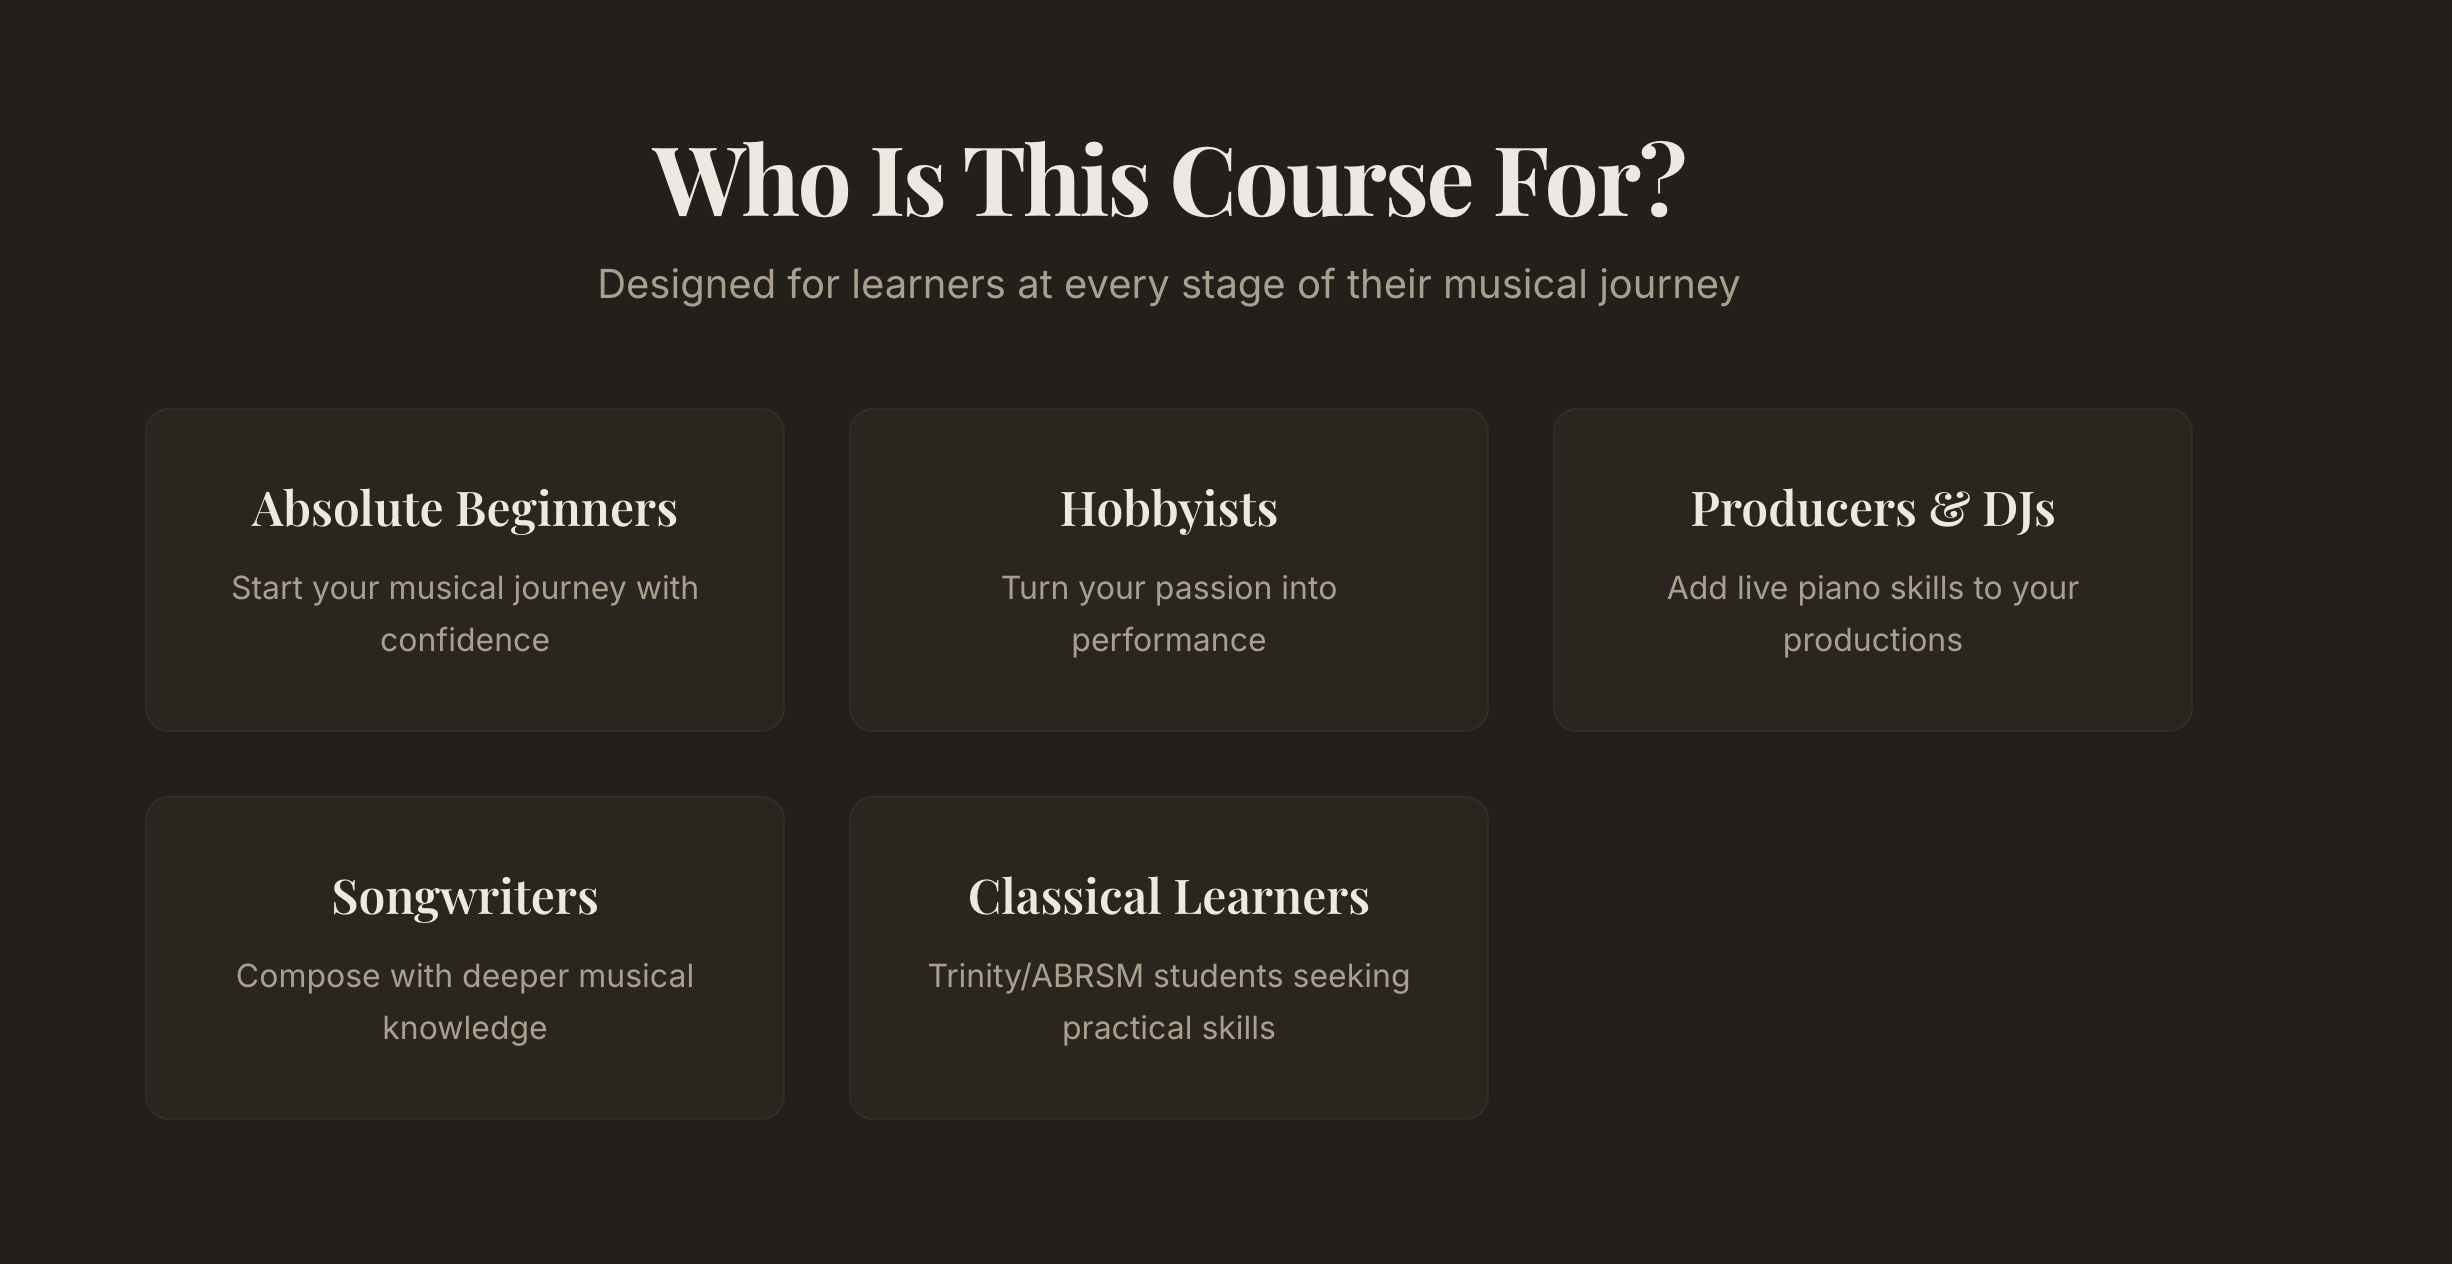 Who Is This Course For?
Designed for learners at every stage of their musical journey
Absolute Beginners
Start your musical journey with
confidence
Hobbyists
Turn your passion into
performance
Producers & DJs
Add live piano skills to your
productions
Songwriters
Compose with deeper musical
knowledge
Classical Learners
Trinity/ABRSM students seeking
practical skills